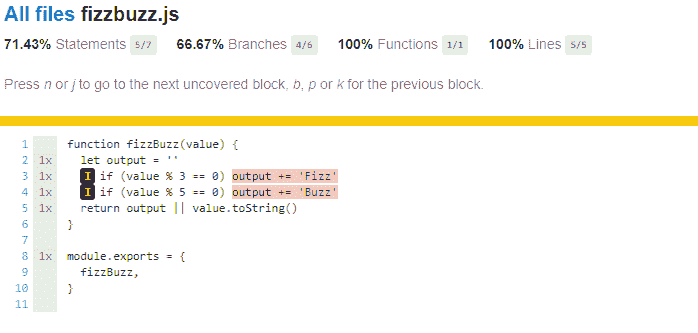 All files fizzbuzz.js
71.43% Statements 5/7 66.67% Branches 4/6 100% Functions 1/1 100% Lines 5/5
Press n or j to go to the next uncovered block, b, p or k for the previous block.
1 function fizzBuzz(value) {
2 1x let output = ''
3 1x I if (value % 3 == 0) output += 'Fizz'
4 1x I if (value % 5 == 0) output += 'Buzz'
5 1x return output || value.toString()
6 }
7
8 1x module.exports = {
9 fizzBuzz,
10 }
11